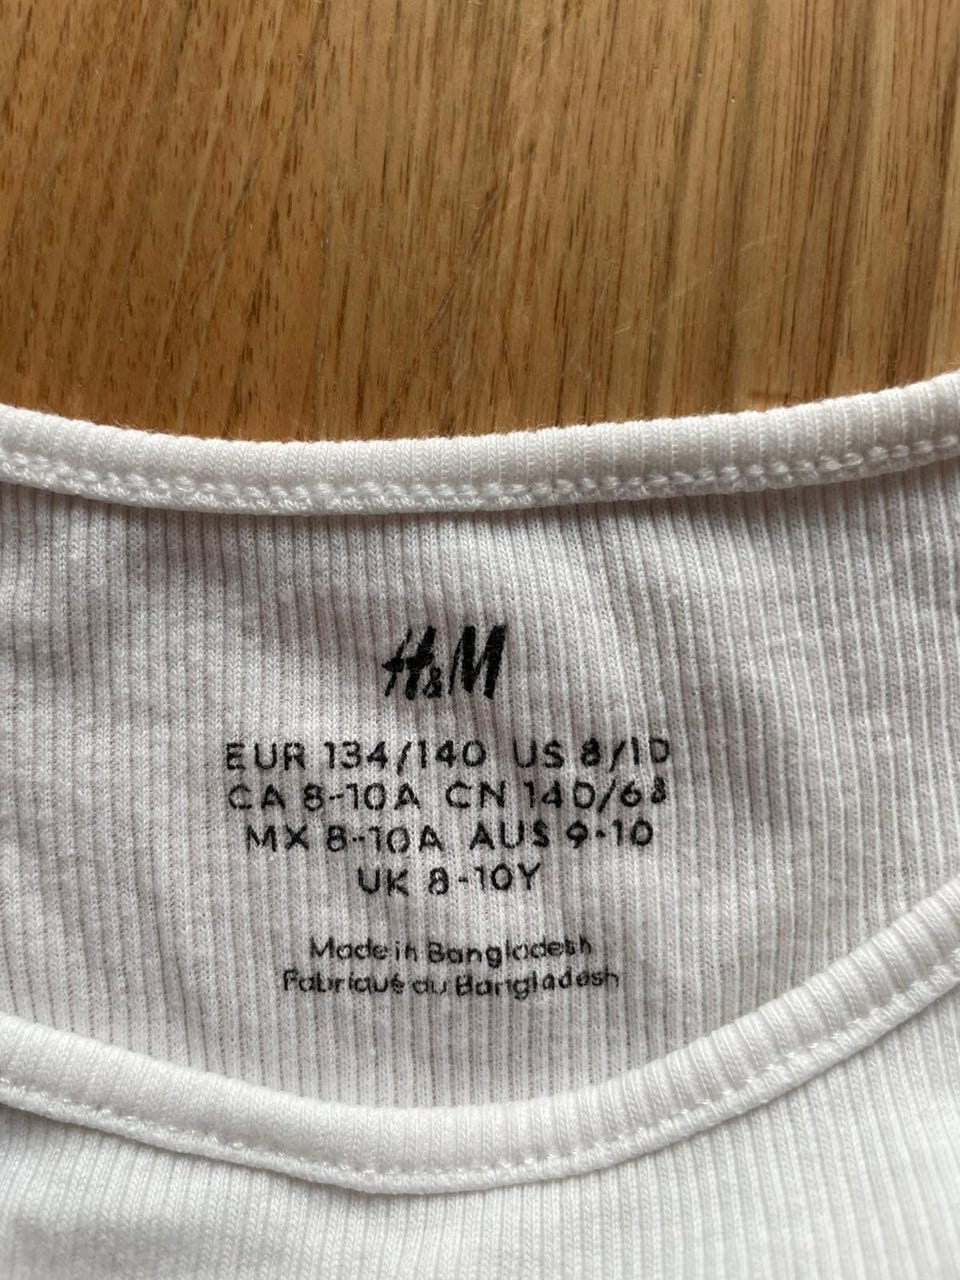 H&M
EUR 134/140 US 8/10
CA 8-10A CN 140/68
MX 8-10A AUS 9-10
UK 8-10Y
Made in Bangladesh
Fabriqué au Bangladesh